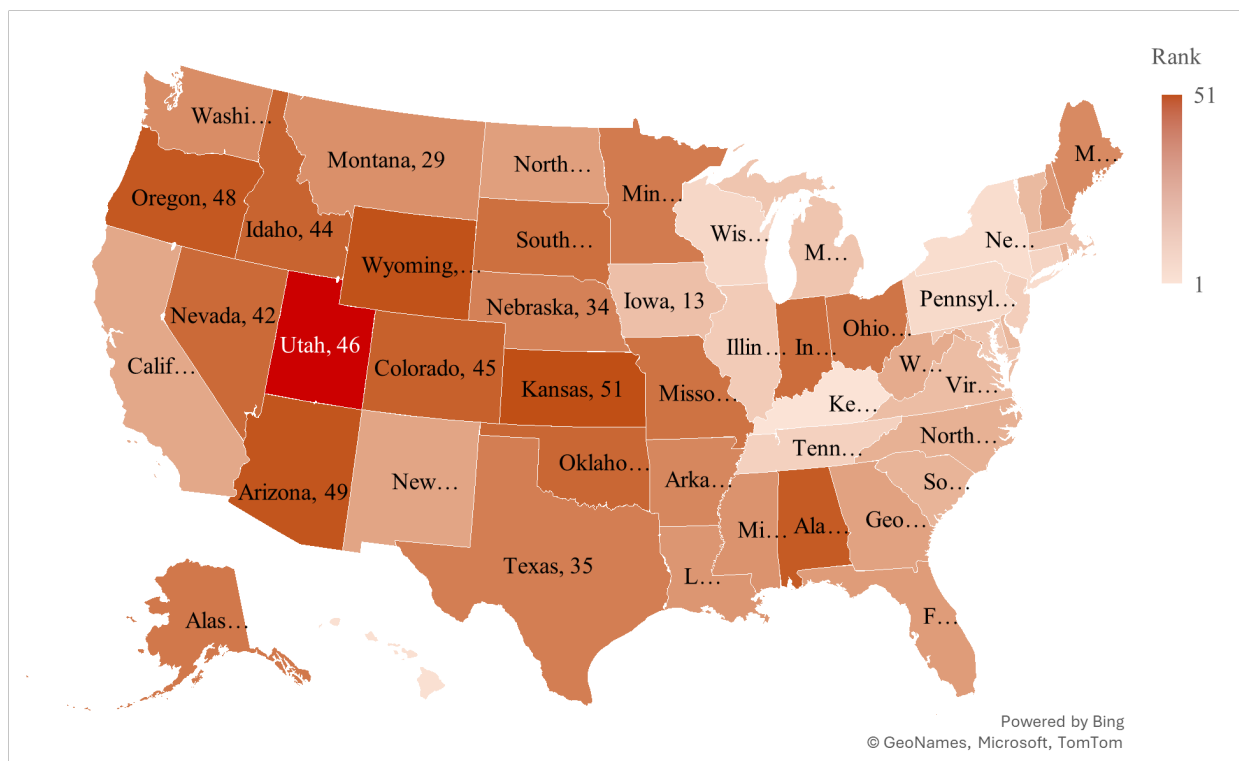 Rank
51
1
Washi...
Montana, 29
North...
Min...
M...
Oregon, 48
Idaho, 44
South...
Wis...
M...
Ne...
Wyoming,...
Nebraska, 34
Iowa, 13
Pennsyl...
Nevada, 42
Utah, 46
Colorado, 45
Illin...
In...
Ohio...
W...
Calif...
Kansas, 51
Misso...
Ke...
Vir...
Arizona, 49
New...
Oklaho...
Arka...
Tenn...
North...
So...
Texas, 35
L...
Mi...
Ala...
Geo...
Alas...
F...
Powered by Bing
© GeoNames, Microsoft, TomTom